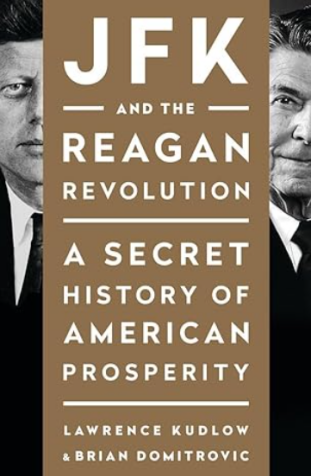 JFK
AND THE
REAGAN
REVOLUTION
A SECRET
HISTORY OF
AMERICAN
PROSPERITY
LAWRENCE KUDLOW
& BRIAN DOMITROVIC